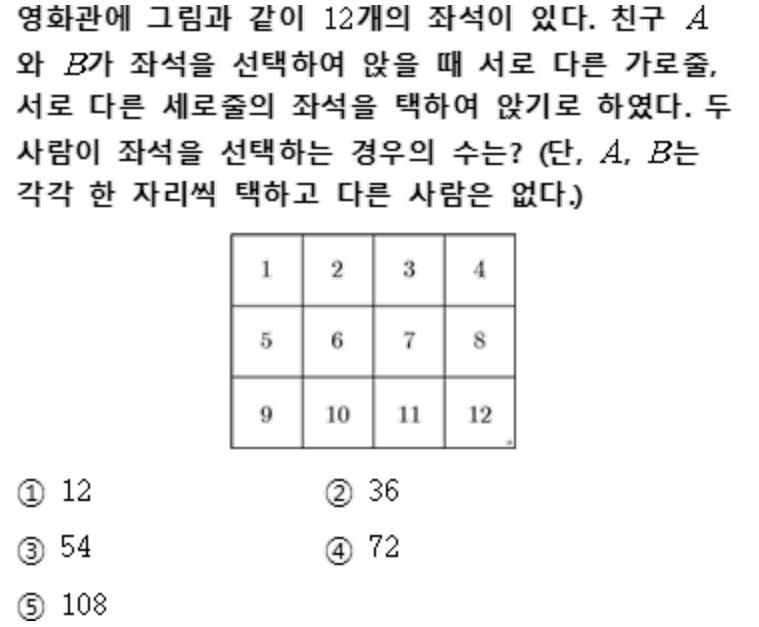 영화관에 그림과 같이 12개의 좌석이 있다. 친구 A
와 B가 좌석을 선택하여 앉을 때 서로 다른 가로줄,
서로 다른 세로줄의 좌석을 택하여 앉기로 하였다. 두
사람이 좌석을 선택하는 경우의 수는? (단, A, B는
각각 한 자리씩 택하고 다른 사람은 없다.)
1 2 3 4
5 6 7 8
9 10 11 12
① 12 ② 36
③ 54 ④ 72
⑤ 108